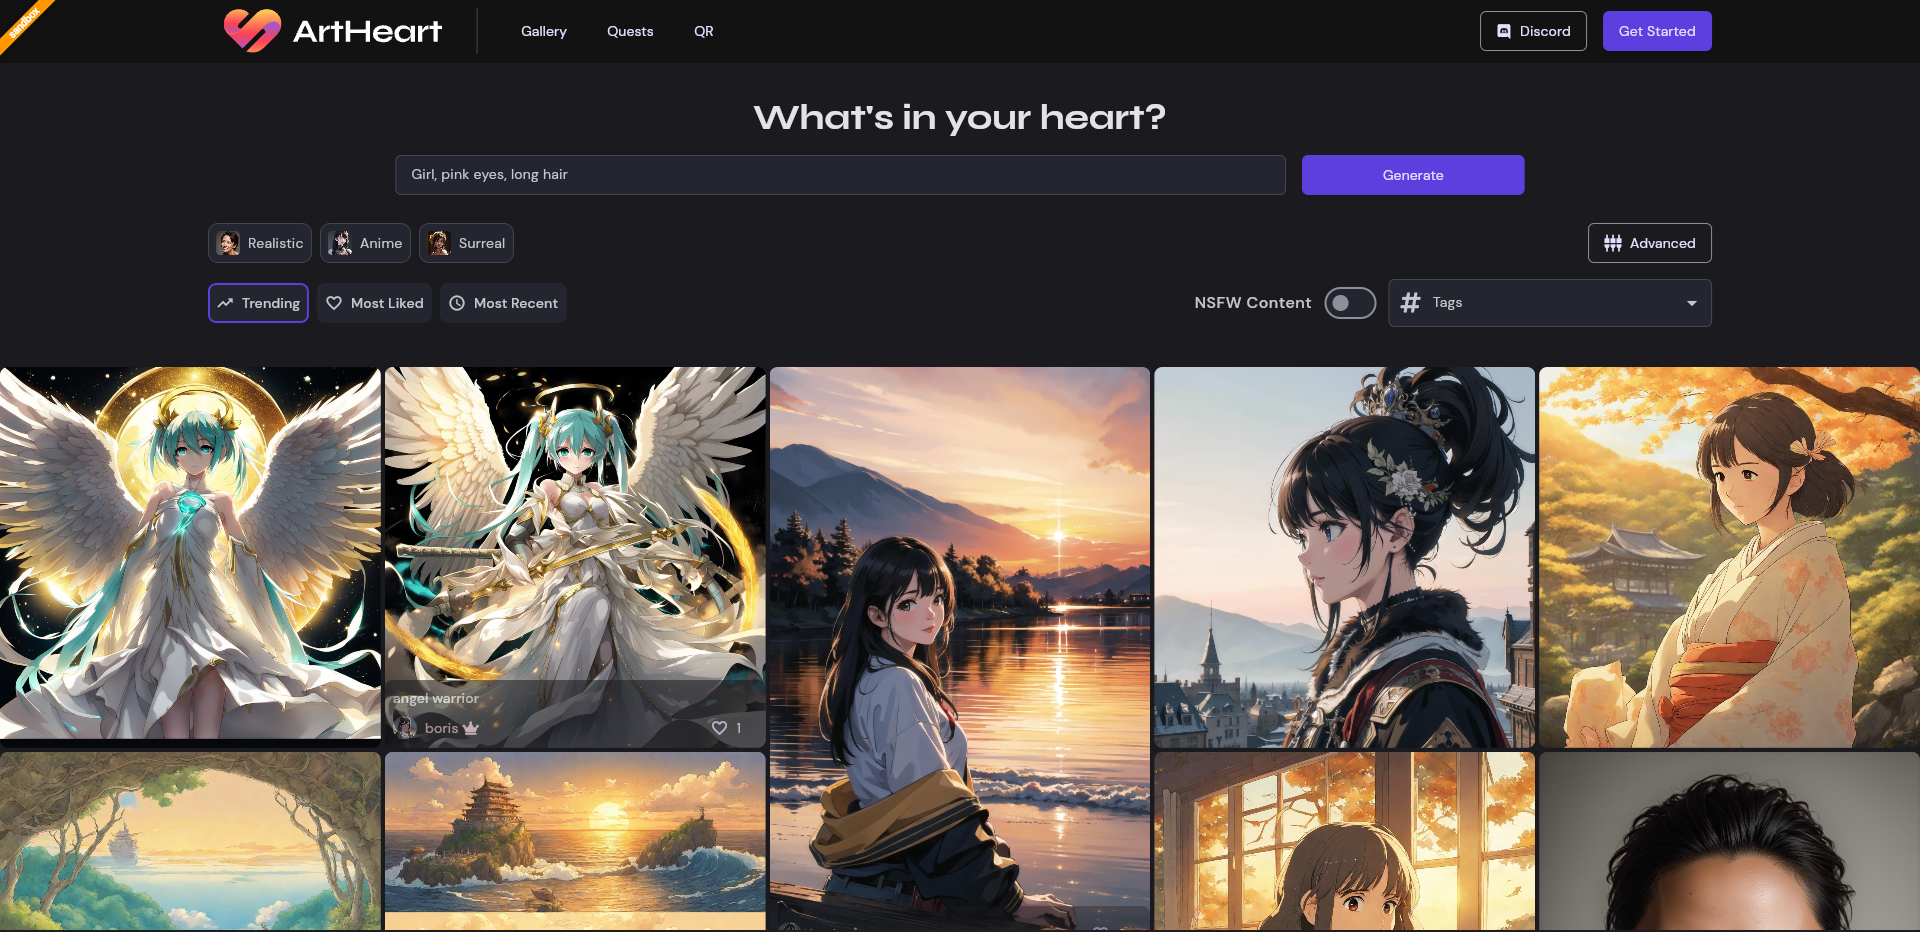 sandbox
ArtHeart
Gallery
Quests
QR
Discord
Get Started
What's in your heart?
Girl, pink eyes, long hair
Generate
Realistic
Anime
Surreal
Advanced
Trending
Most Liked
Most Recent
NSFW Content
Tags
angel warrior
boris
1